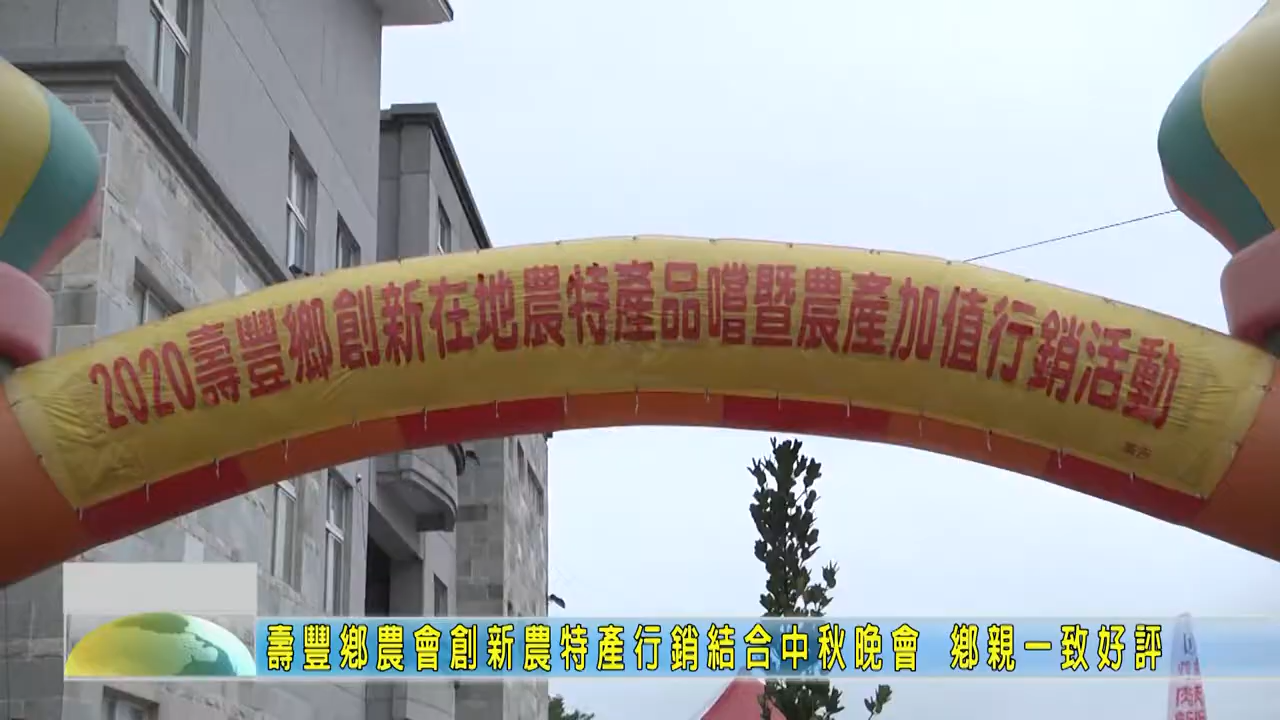 2020壽豐鄉創新在地農特產品嚐暨農產加值行銷活動
壽豐鄉農會創新農特產行銷結合中秋晚會 鄉親一致好評